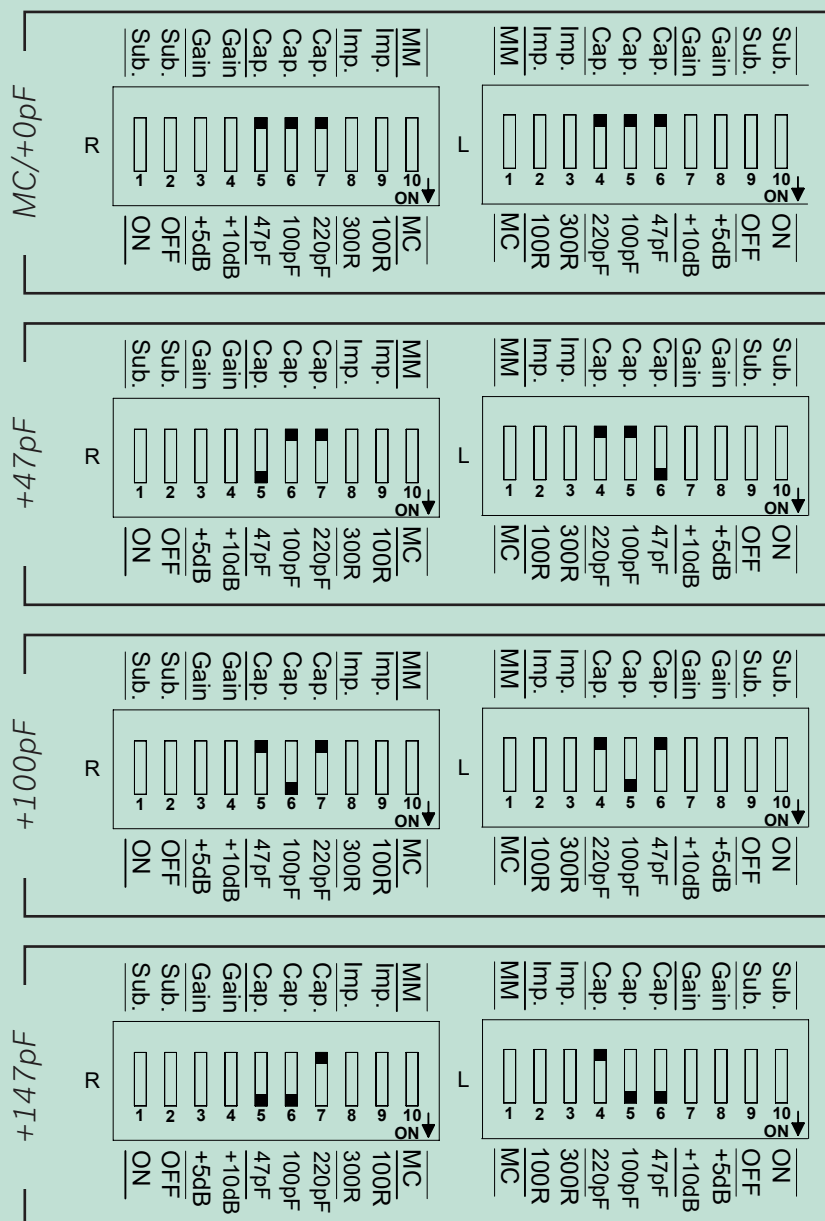 MC/+0pF
Sub. Sub. Gain Gain Cap. Cap. Cap. Imp. Imp. MM
R
1 2 3 4 5 6 7 8 9 10
ON
ON OFF +5dB +10dB 47pF 100pF 220pF 300R 100R MC
MM Imp. Imp. Cap. Cap. Cap. Gain Gain Sub. Sub.
L
1 2 3 4 5 6 7 8 9 10
ON
MC 100R 300R 220pF 100pF 47pF +10dB +5dB OFF ON
+47pF
Sub. Sub. Gain Gain Cap. Cap. Cap. Imp. Imp. MM
R
1 2 3 4 5 6 7 8 9 10
ON
ON OFF +5dB +10dB 47pF 100pF 220pF 300R 100R MC
MM Imp. Imp. Cap. Cap. Cap. Gain Gain Sub. Sub.
L
1 2 3 4 5 6 7 8 9 10
ON
MC 100R 300R 220pF 100pF 47pF +10dB +5dB OFF ON
+100pF
Sub. Sub. Gain Gain Cap. Cap. Cap. Imp. Imp. MM
R
1 2 3 4 5 6 7 8 9 10
ON
ON OFF +5dB +10dB 47pF 100pF 220pF 300R 100R MC
MM Imp. Imp. Cap. Cap. Cap. Gain Gain Sub. Sub.
L
1 2 3 4 5 6 7 8 9 10
ON
MC 100R 300R 220pF 100pF 47pF +10dB +5dB OFF ON
+147pF
Sub. Sub. Gain Gain Cap. Cap. Cap. Imp. Imp. MM
R
1 2 3 4 5 6 7 8 9 10
ON
ON OFF +5dB +10dB 47pF 100pF 220pF 300R 100R MC
MM Imp. Imp. Cap. Cap. Cap. Gain Gain Sub. Sub.
L
1 2 3 4 5 6 7 8 9 10
ON
MC 100R 300R 220pF 100pF 47pF +10dB +5dB OFF ON